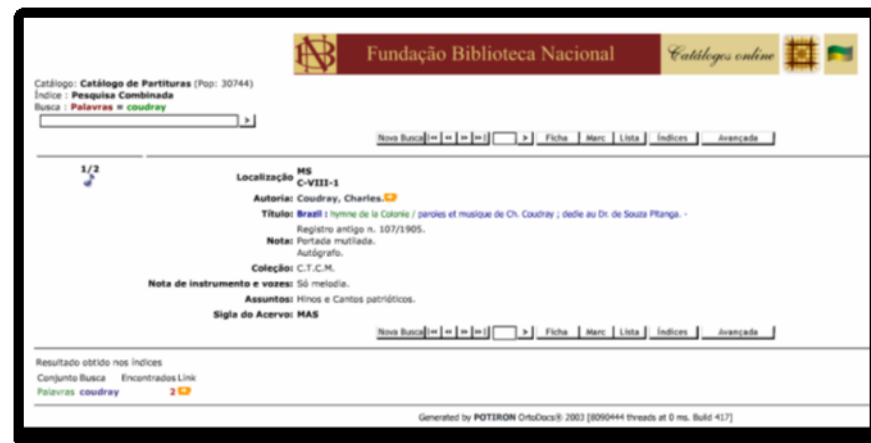 Fundação Biblioteca Nacional
Catálogos online
Catálogo: Catálogo de Partituras (Pop: 30744)
Índice : Pesquisa Combinada
Busca : Palavras = coudray
>
Nova Busca |<< << >> >>| > Ficha Marc Lista Índices Avançada
1/2
Localização MS
C-VIII-1
Autoria: Coudray, Charles.
Título: Brazil : hymne de la Colonie / paroles et musique de Ch. Coudray ; dedie au Dr. de Souza Pitanga. -
Registro antigo n. 107/1905.
Nota: Portada mutilada.
Autógrafo.
Coleção: C.T.C.M.
Nota de instrumento e vozes: Só melodia.
Assuntos: Hinos e Cantos patrióticos.
Sigla do Acervo: MAS
Nova Busca |<< << >> >>| > Ficha Marc Lista Índices Avançada
Resultado obtido nos índices
Conjunto Busca Encontrados Link
Palavras coudray 2
Generated by POTIRON OrtoDocs® 2003 [8090444 threads at 0 ms. Build 417]